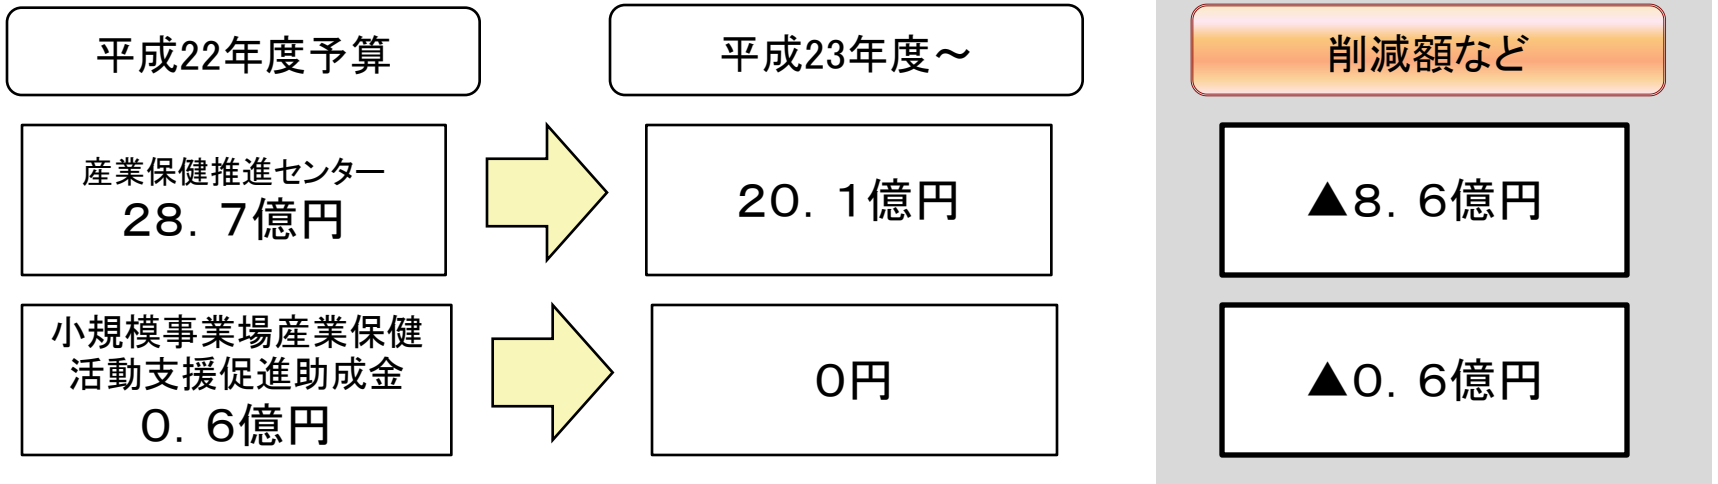 平成22年度予算
平成23年度～
削減額など
産業保健推進センター
２８．７億円
２０．１億円
▲８．６億円
小規模事業場産業保健
活動支援促進助成金
０．６億円
０円
▲０．６億円